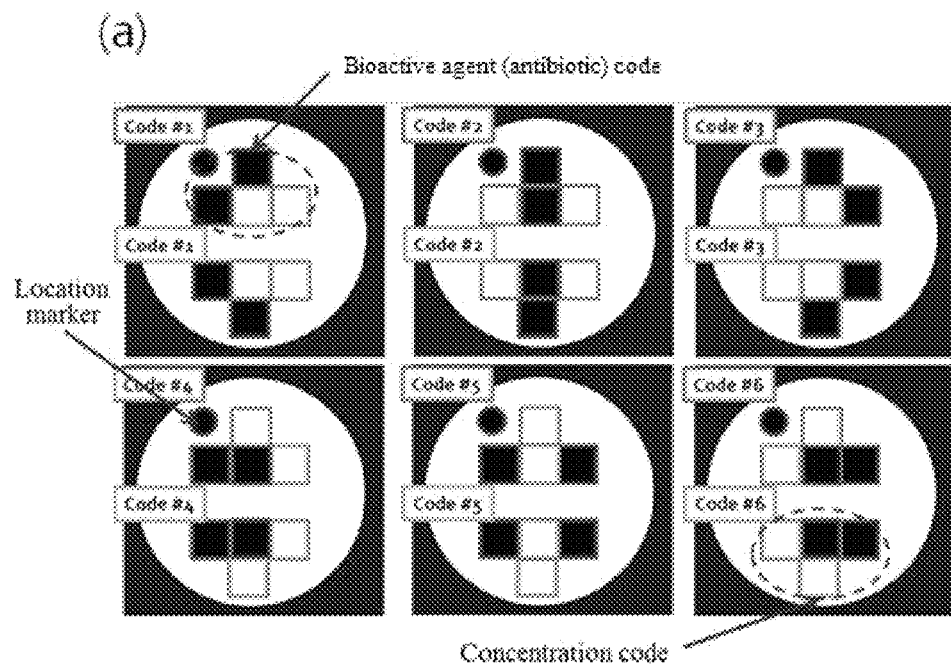 (a)
Bioactive agent (antibiotic) code
Code #1
Code #2
Code #3
Code #1
Code #2
Code #3
Location
marker
Code #4
Code #5
Code #6
Code #4
Code #5
Code #6
Concentration code